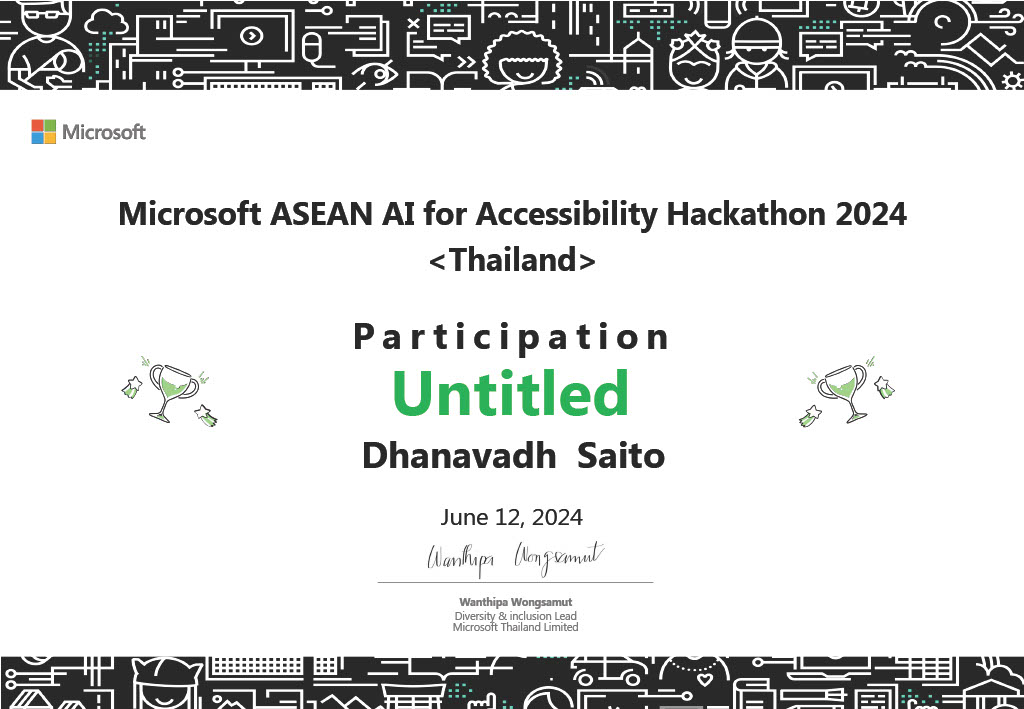 Microsoft
Microsoft ASEAN AI for Accessibility Hackathon 2024
<Thailand>
Participation
Untitled
Dhanavadh Saito
June 12, 2024
Wanthipa Wongsamut
Wanthipa Wongsamut
Diversity & inclusion Lead
Microsoft Thailand Limited